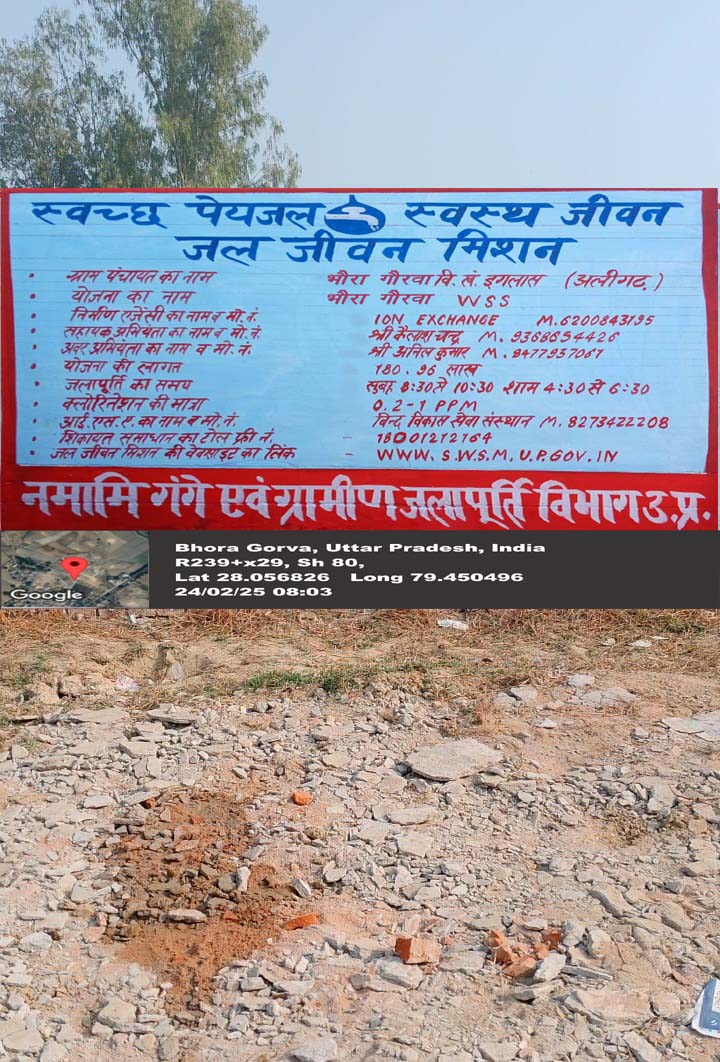 स्वच्छ पेयजल स्वस्थ जीवन
जल जीवन मिशन
• ग्राम पंचायत का नाम भौरा गौरवा वि. सं. इगलास (अलीगढ़)
• योजना का नाम भौरा गौरवा WSS
• निर्माण एजेंसी का नाम व मो. नं. ION EXCHANGE M. 6200843195
• सहायक अभियंता का नाम व मो. नं. श्री कैलाश चन्द्र M. 9368654426
• अवर अभियंता का नाम व मो. नं. श्री अनिल कुमार M. 8477937067
• योजना की लागत 180.96 लाख
• जलापूर्ति का समय सुबह 8:30 से 10:30 शाम 4:30 से 6:30
• क्लोरिनेशन की मात्रा 0.2-1 PPM
• आई. एस. ए. का नाम व मो. नं. विन्द विकास सेवा संस्थान M. 8273422208
• शिकायत समाधान का टोल फ्री नं. - 18001212164
• जल जीवन मिशन की वेबसाइट का लिंक - WWW.S.W.S.M.U.P.GOV.IN
नमामि गंगे एवं ग्रामीण जलापूर्ति विभाग उ.प्र.
Bhora Gorva, Uttar Pradesh, India
R239+x29, Sh 80,
Lat 28.056826 Long 79.450496
24/02/25 08:03
Google